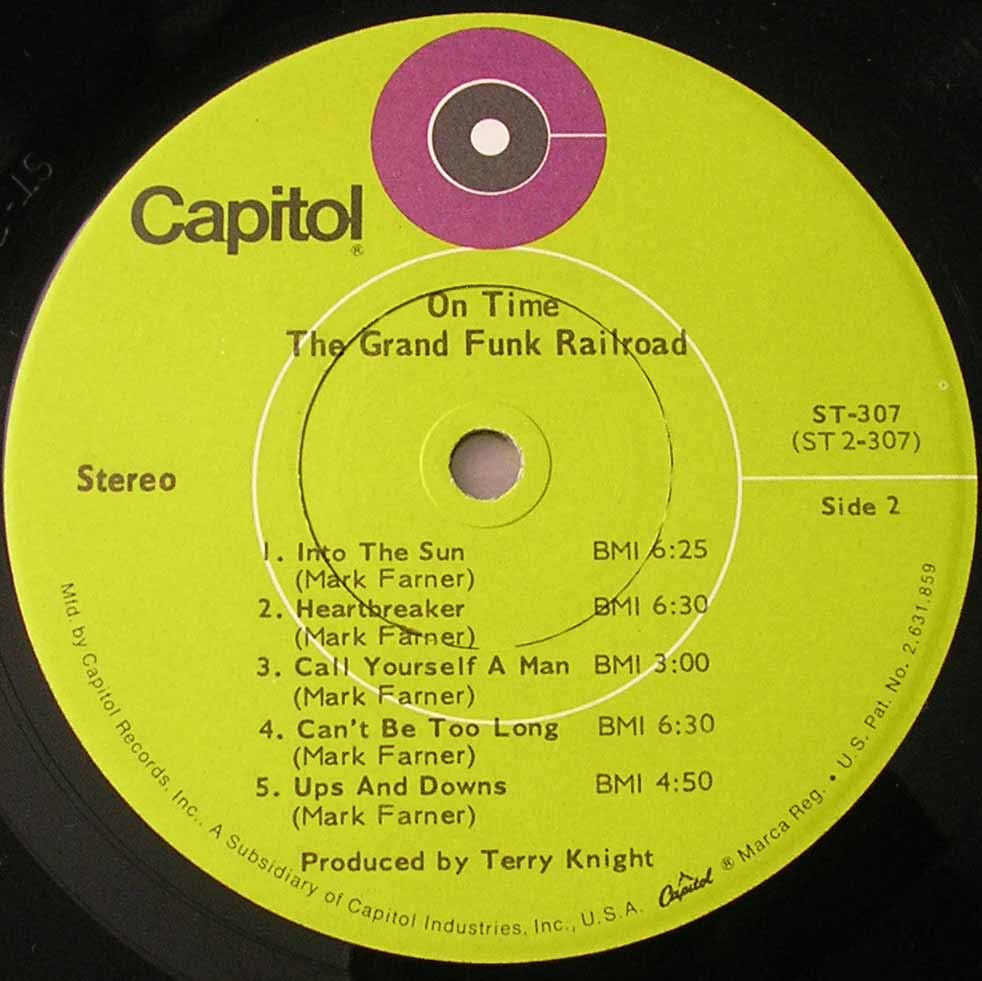 Capitol®
On Time
The Grand Funk Railroad
ST-307
(ST 2-307)
Stereo
Side 2
1. Into The Sun BMI 6:25
(Mark Farner)
2. Heartbreaker BMI 6:30
(Mark Farner)
3. Call Yourself A Man BMI 3:00
(Mark Farner)
4. Can't Be Too Long BMI 6:30
(Mark Farner)
5. Ups And Downs BMI 4:50
(Mark Farner)
Produced by Terry Knight
Mfd. by Capitol Records, Inc., A Subsidiary of Capitol Industries, Inc., U.S.A. Capitol ® Marca Reg. • U.S. Pat. No. 2.631.859